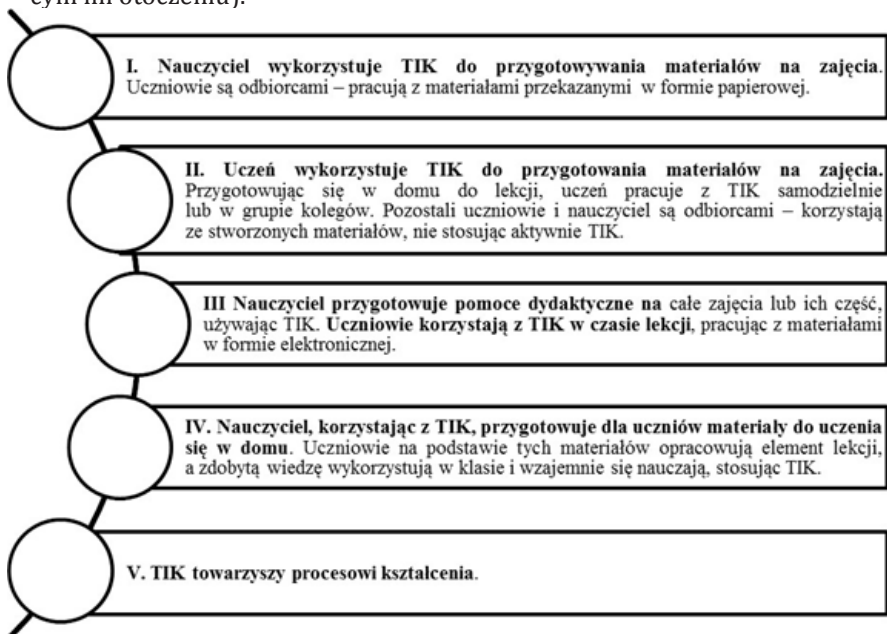 I. Nauczyciel wykorzystuje TIK do przygotowywania materiałów na zajęcia.
Uczniowie są odbiorcami – pracują z materiałami przekazanymi w formie papierowej.
II. Uczeń wykorzystuje TIK do przygotowania materiałów na zajęcia.
Przygotowując się w domu do lekcji, uczeń pracuje z TIK samodzielnie
lub w grupie kolegów. Pozostali uczniowie i nauczyciel są odbiorcami – korzystają
ze stworzonych materiałów, nie stosując aktywnie TIK.
III Nauczyciel przygotowuje pomoce dydaktyczne na całe zajęcia lub ich część,
używając TIK. Uczniowie korzystają z TIK w czasie lekcji, pracując z materiałami
w formie elektronicznej.
IV. Nauczyciel, korzystając z TIK, przygotowuje dla uczniów materiały do uczenia
się w domu. Uczniowie na podstawie tych materiałów opracowują element lekcji,
a zdobytą wiedzę wykorzystują w klasie i wzajemnie się nauczają, stosując TIK.
V. TIK towarzyszy procesowi kształcenia.